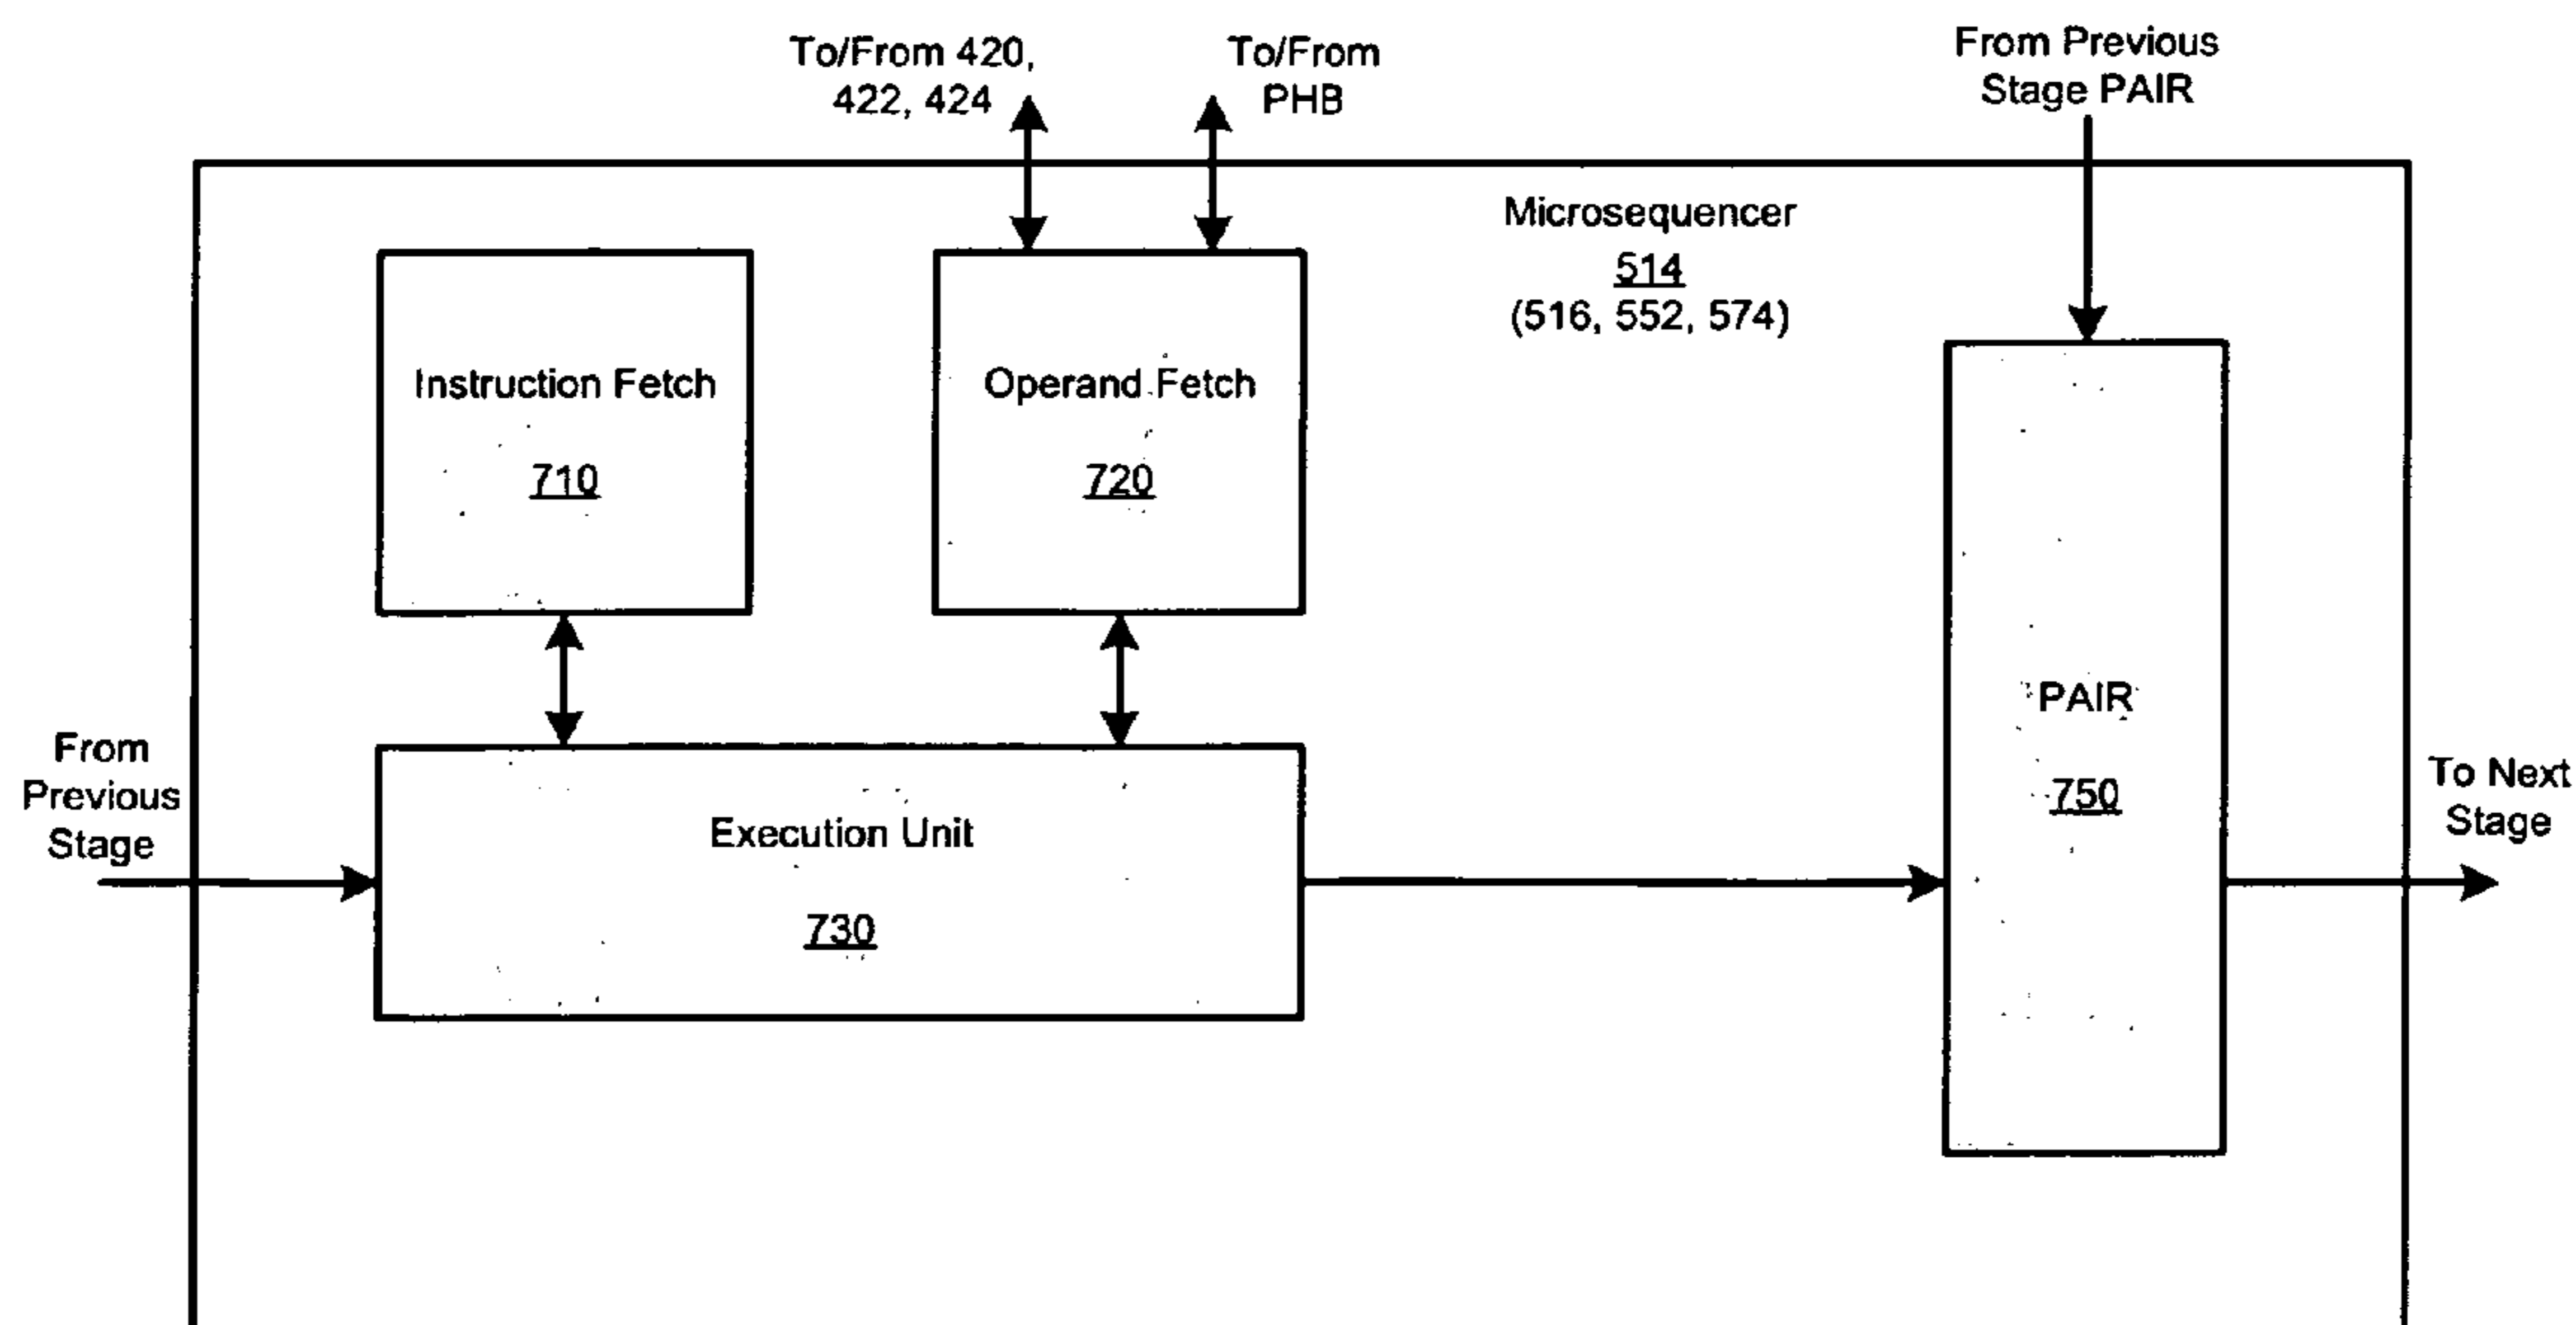 To/From 420,
422, 424
To/From
PHB
From Previous
Stage PAIR
Microsequencer
514
(516, 552, 574)
Instruction Fetch
710
Operand Fetch
720
PAIR
750
From
Previous
Stage
Execution Unit
730
To Next
Stage